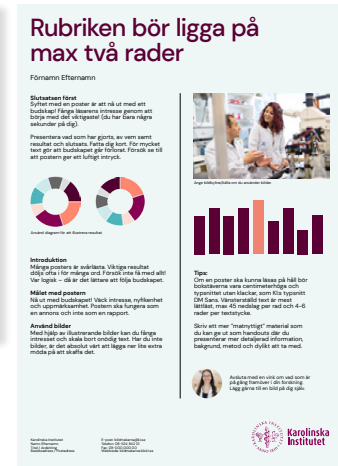 Rubriken bör ligga på
max två rader
Förnamn Efternamn
Slutsatsen först
Syftet med en poster är att nå ut med ett
budskap! Fånga läsarens intresse genom att
börja med det viktigaste! (du har bara några
sekunder på dig).
Presentera vad som har gjorts, av vem samt
resultat och slutsats. Fatta dig kort. För mycket
text gör att budskapet går förlorat. Försök se till
att postern ger ett luftigt intryck.
Använd diagram för att illustrera resultat
Introduktion
Många posters är svårlästa. Viktiga resultat
döljs ofta i för många ord. Försök inte få med allt!
Var logisk – då är det lättare att följa budskapet.
Målet med postern
Nå ut med budskapet! Väck intresse, nyfikenhet
och uppmärksamhet. Postern ska fungera som
en annons och inte som en rapport.
Använd bilder
Med hjälp av illustrerande bilder kan du fånga
intresset och skala bort onödig text. Har du inte
bilder, är det absolut värt att lägga ner lite extra
möda på att skaffa det.
Ange bildbyline/källa om du använder bilder.
Tips:
Om en poster ska kunna läsas på håll bör
bokstäverna vara centimeterhöga och
typsnittet utan klackar, som KIs typsnitt
DM Sans. Vänsterställd text är mest
lättläst, max 45 nedslag per rad och 4-6
rader per textstycke.
Skriv ett mer "matnyttigt" material som
du kan ge ut som handouts där du
presenterar mer detaljerad information,
bakgrund, metod och dylikt att ta med.
Avsluta med en vink om vad som är
på gång framöver i din forskning.
Lägg gärna till en bild på dig själv.
Karolinska Institutet
Namn Efternamn
Karolinska
Institutet